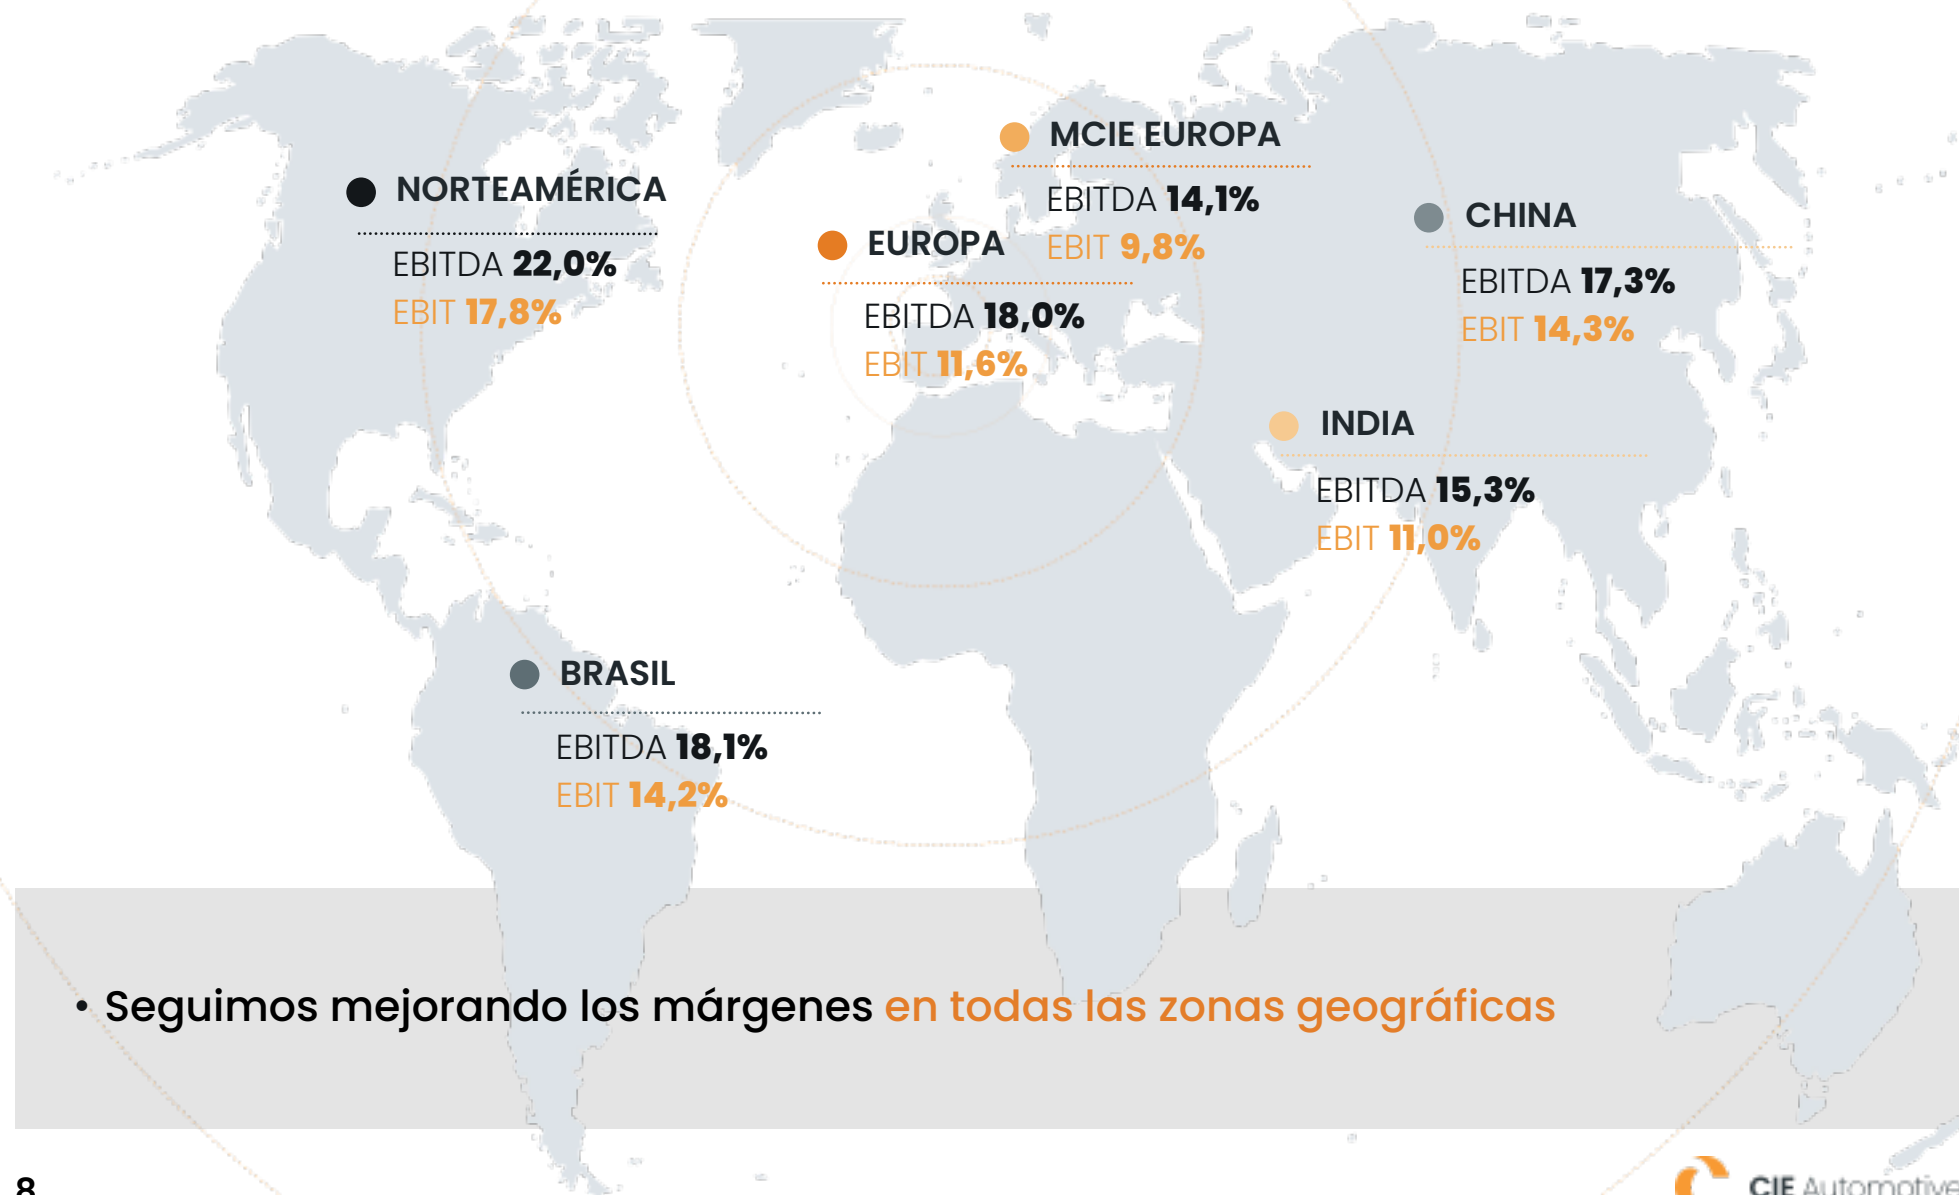 MCIE EUROPA
EBITDA 14,1%
EBIT 9,8%
NORTEAMÉRICA
EBITDA 22,0%
EBIT 17,8%
EUROPA
EBITDA 18,0%
EBIT 11,6%
CHINA
EBITDA 17,3%
EBIT 14,3%
INDIA
EBITDA 15,3%
EBIT 11,0%
BRASIL
EBITDA 18,1%
EBIT 14,2%
• Seguimos mejorando los márgenes en todas las zonas geográficas
8
CIE Automotive